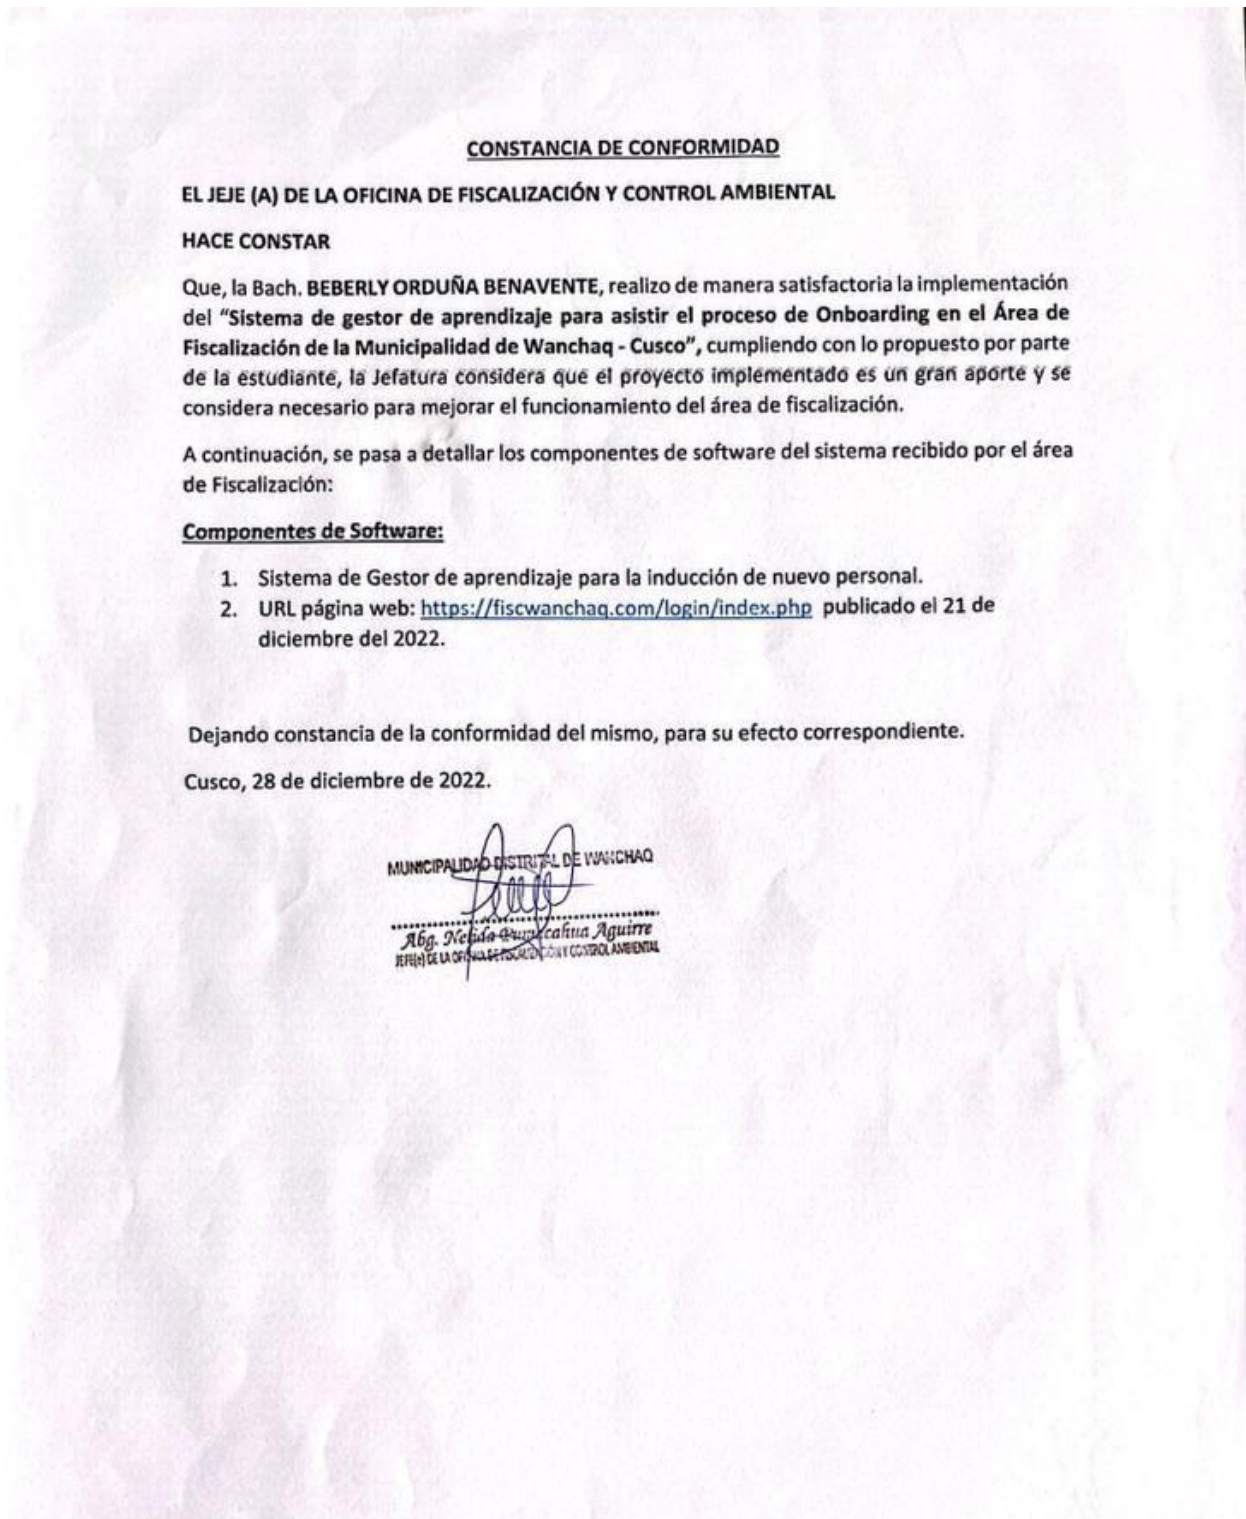 CONSTANCIA DE CONFORMIDAD
EL JEJE (A) DE LA OFICINA DE FISCALIZACIÓN Y CONTROL AMBIENTAL
HACE CONSTAR
Que, la Bach. BEBERLY ORDUÑA BENAVENTE, realizo de manera satisfactoria la implementación
del “Sistema de gestor de aprendizaje para asistir el proceso de Onboarding en el Área de
Fiscalización de la Municipalidad de Wanchaq - Cusco”, cumpliendo con lo propuesto por parte
de la estudiante, la Jefatura considera que el proyecto implementado es un gran aporte y se
considera necesario para mejorar el funcionamiento del área de fiscalización.
A continuación, se pasa a detallar los componentes de software del sistema recibido por el área
de Fiscalización:
Componentes de Software:
1. Sistema de Gestor de aprendizaje para la inducción de nuevo personal.
2. URL página web: https://fiscwanchaq.com/login/index.php publicado el 21 de
diciembre del 2022.
Dejando constancia de la conformidad del mismo, para su efecto correspondiente.
Cusco, 28 de diciembre de 2022.
MUNICIPALIDAD DISTRITAL DE WANCHAQ
Abg. Nelida Aguirre
JEFE(e) DE LA OFICINA DE FISCALIZACIÓN Y CONTROL AMBIENTAL